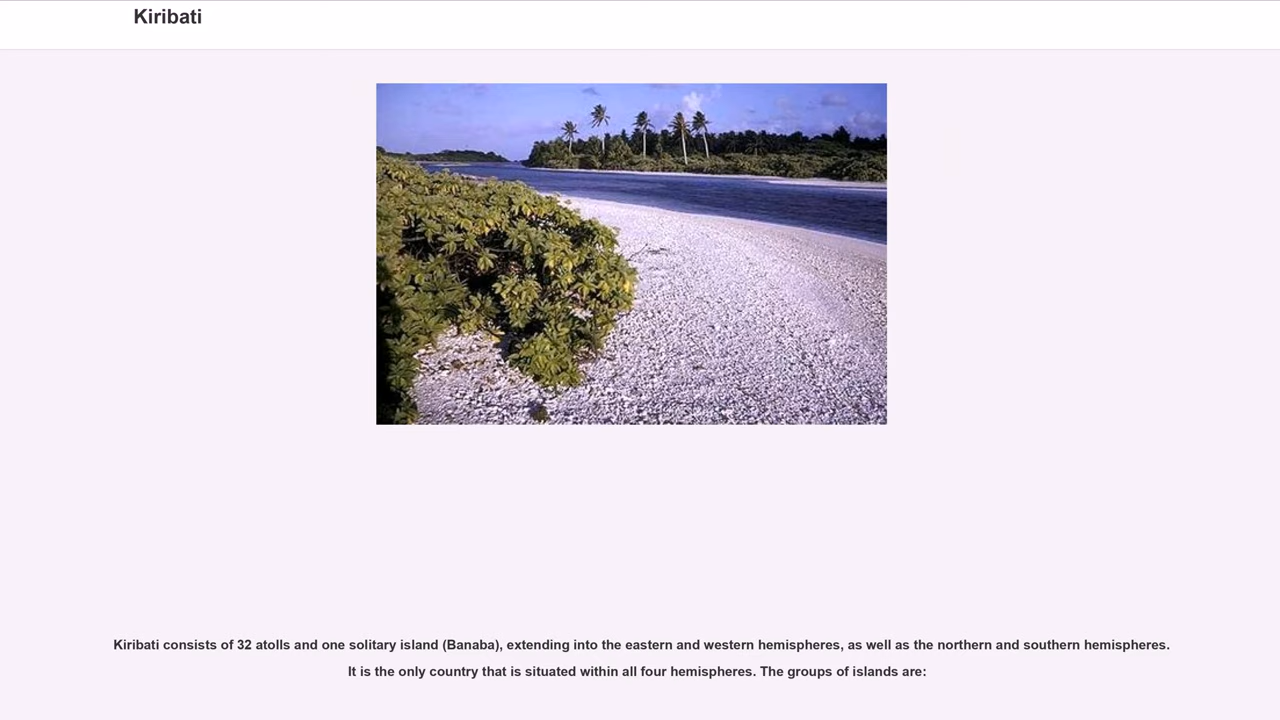 Kiribati
Kiribati consists of 32 atolls and one solitary island (Banaba), extending into the eastern and western hemispheres, as well as the northern and southern hemispheres.
It is the only country that is situated within all four hemispheres. The groups of islands are: